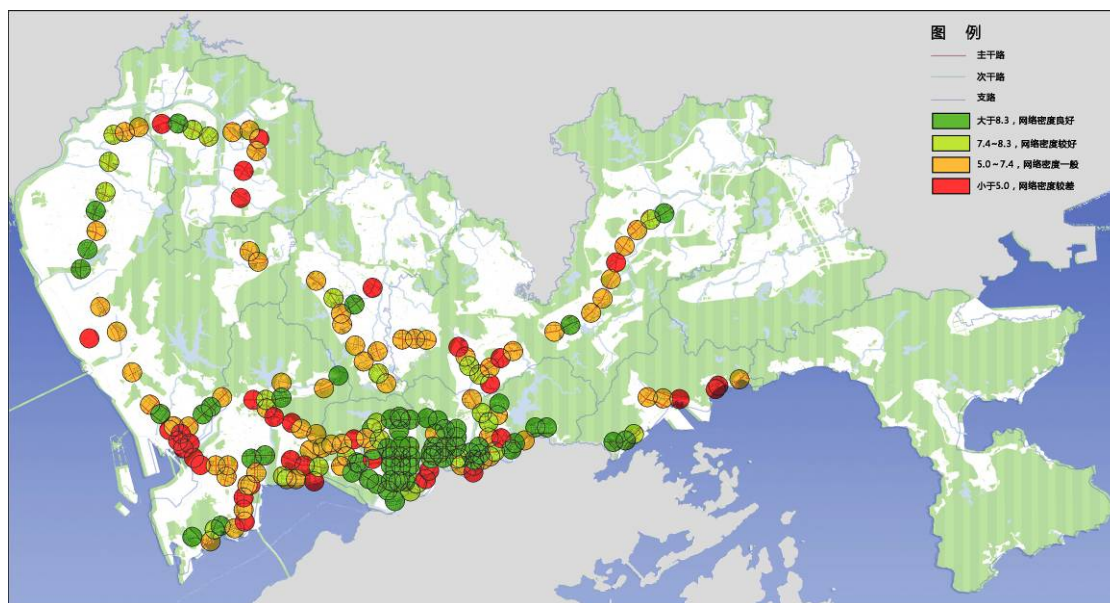 图 例
主干路
次干路
支路
大于8.3，网络密度良好
7.4~8.3，网络密度较好
5.0~7.4，网络密度一般
小于5.0，网络密度较差